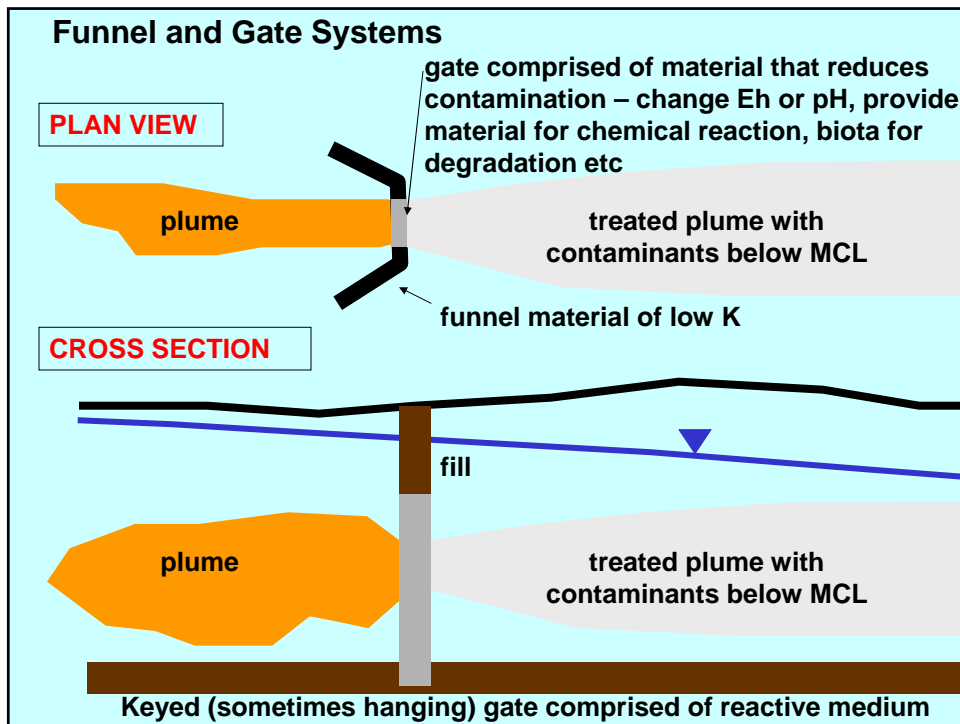 Funnel and Gate Systems
gate comprised of material that reduces
contamination – change Eh or pH, provide
material for chemical reaction, biota for
degradation etc
PLAN VIEW
plume
treated plume with
contaminants below MCL
funnel material of low K
CROSS SECTION
fill
plume
treated plume with
contaminants below MCL
Keyed (sometimes hanging) gate comprised of reactive medium